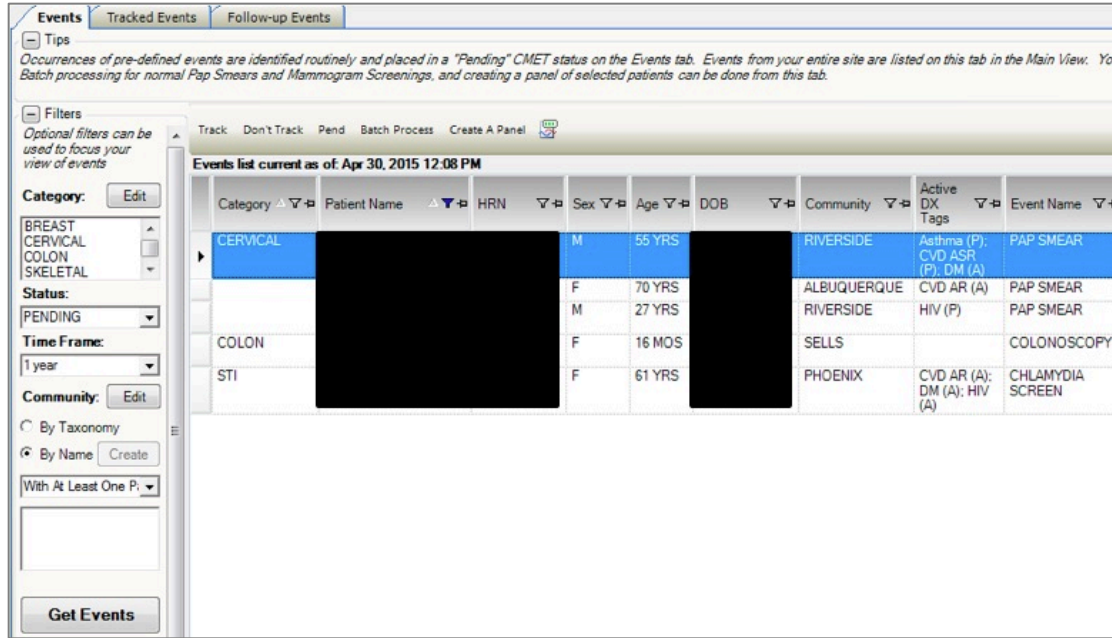 Events Tracked Events Follow-up Events
Tips
Occurrences of pre-defined events are identified routinely and placed in a "Pending" CMET status on the Events tab. Events from your entire site are listed on this tab in the Main View. Yo
Batch processing for normal Pap Smears and Mammogram Screenings, and creating a panel of selected patients can be done from this tab.
Filters
Optional filters can be
used to focus your
view of events
Category: Edit
BREAST
CERVICAL
COLON
SKELETAL
Status:
PENDING
Time Frame:
1 year
Community: Edit
By Taxonomy
By Name Create
With At Least One P
Get Events
Track Don't Track Pend Batch Process Create A Panel
Events list current as of: Apr 30, 2015 12:08 PM
Category Patient Name HRN Sex Age DOB Community Active DX Tags Event Name
CERVICAL M 55 YRS RIVERSIDE Asthma (P); CVD ASR (P); DM (A) PAP SMEAR
F 70 YRS ALBUQUERQUE CVD AR (A) PAP SMEAR
M 27 YRS RIVERSIDE HIV (P) PAP SMEAR
COLON F 16 MOS SELLS COLONOSCOPY
STI F 61 YRS PHOENIX CVD AR (A); DM (A); HIV (A) CHLAMYDIA SCREEN